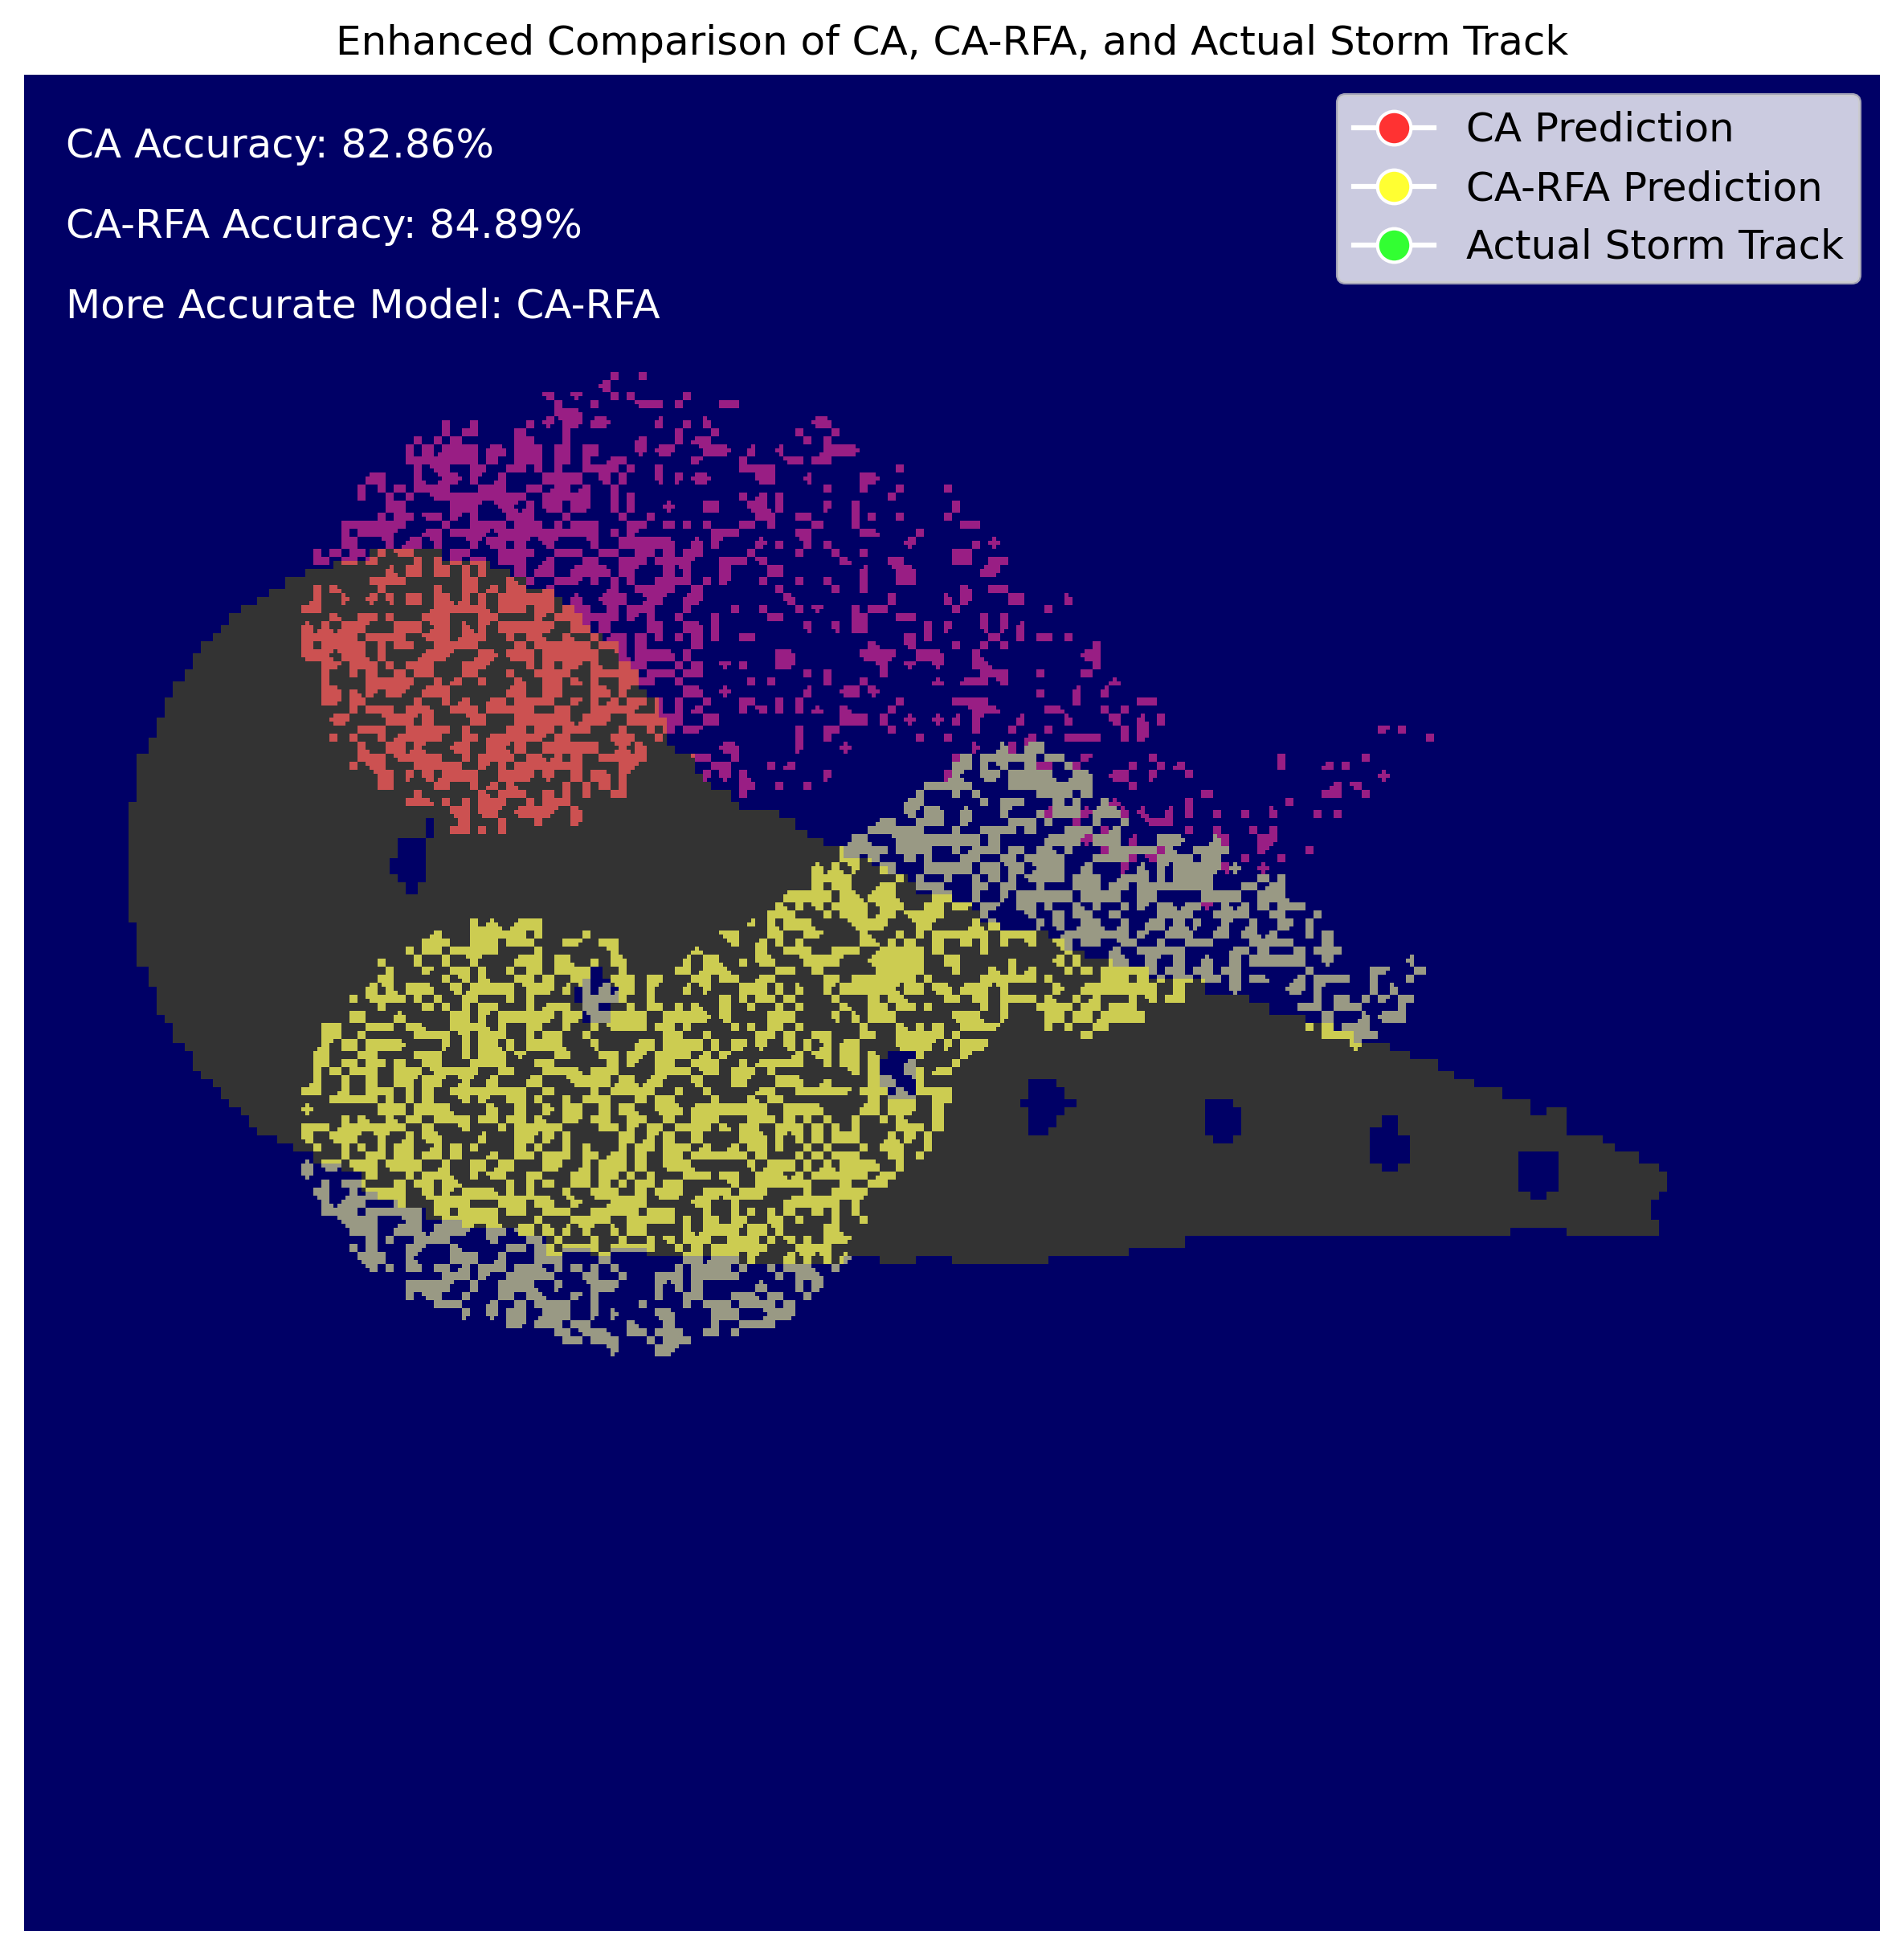 Enhanced Comparison of CA, CA-RFA, and Actual Storm Track
CA Accuracy: 82.86%
CA-RFA Accuracy: 84.89%
More Accurate Model: CA-RFA
CA Prediction
CA-RFA Prediction
Actual Storm Track